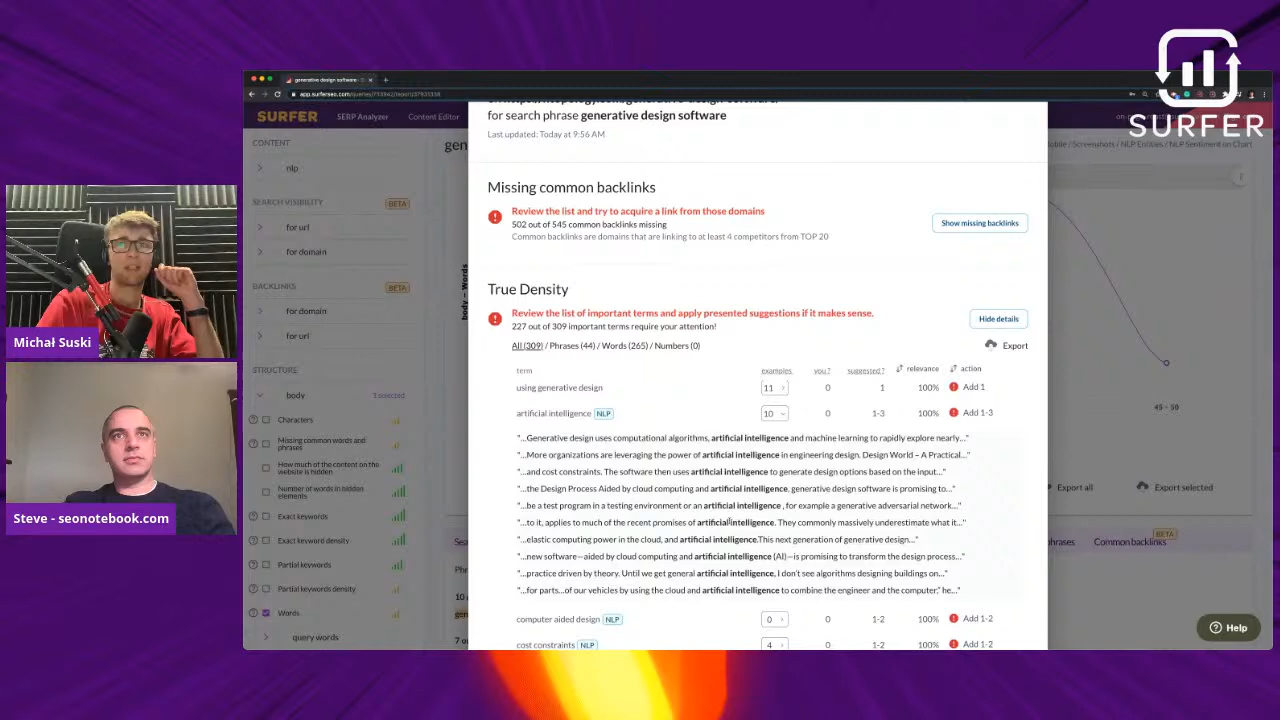 generative design software
app.surferseo.com
SURFER
SURFER
SERP Analyzer
Content Editor
CONTENT
nlp
SEARCH VISIBILITY
BETA
for url
for domain
BACKLINKS
BETA
for domain
for url
STRUCTURE
body
1 selected
Characters
Missing common words and phrases
How much of the content on the website is hidden
Number of words in hidden elements
Exact keywords
Exact keyword density
Partial keywords
Partial keywords density
Words
query words
Michał Suski
Steve - seonotebook.com
body – Words
for search phrase generative design software
Last updated: Today at 9:56 AM
Missing common backlinks
Review the list and try to acquire a link from those domains
502 out of 545 common backlinks missing
Common backlinks are domains that are linking to at least 4 competitors from TOP 20
Show missing backlinks
True Density
Review the list of important terms and apply presented suggestions if it makes sense.
227 out of 309 important terms require your attention!
Hide details
All (309) / Phrases (44) / Words (265) / Numbers (0)
Export
term examples you ? suggested ? relevance action
using generative design 11 0 1 100% Add 1
artificial intelligence NLP 10 0 1-3 100% Add 1-3
"...Generative design uses computational algorithms, artificial intelligence and machine learning to rapidly explore nearly..."
"...More organizations are leveraging the power of artificial intelligence in engineering design. Design World – A Practical..."
"...and cost constraints. The software then uses artificial intelligence to generate design options based on the input..."
"...the Design Process Aided by cloud computing and artificial intelligence, generative design software is promising to..."
"...be a test program in a testing environment or an artificial intelligence , for example a generative adversarial network..."
"...to it, applies to much of the recent promises of artificial intelligence. They commonly massively underestimate what it..."
"...elastic computing power in the cloud, and artificial intelligence.This next generation of generative design..."
"...new software—aided by cloud computing and artificial intelligence (AI)—is promising to transform the design process..."
"...practice driven by theory. Until we get general artificial intelligence, I don't see algorithms designing buildings on..."
"...for parts...of our vehicles by using the cloud and artificial intelligence to combine the engineer and the computer," he..."
computer aided design NLP 0 0 1-2 100% Add 1-2
cost constraints NLP 4 0 1-2 100% Add 1-2
/ Screenshots / NLP Entities / NLP Sentiment on Chart
Export all
Export selected
Common backlinks
BETA
Help